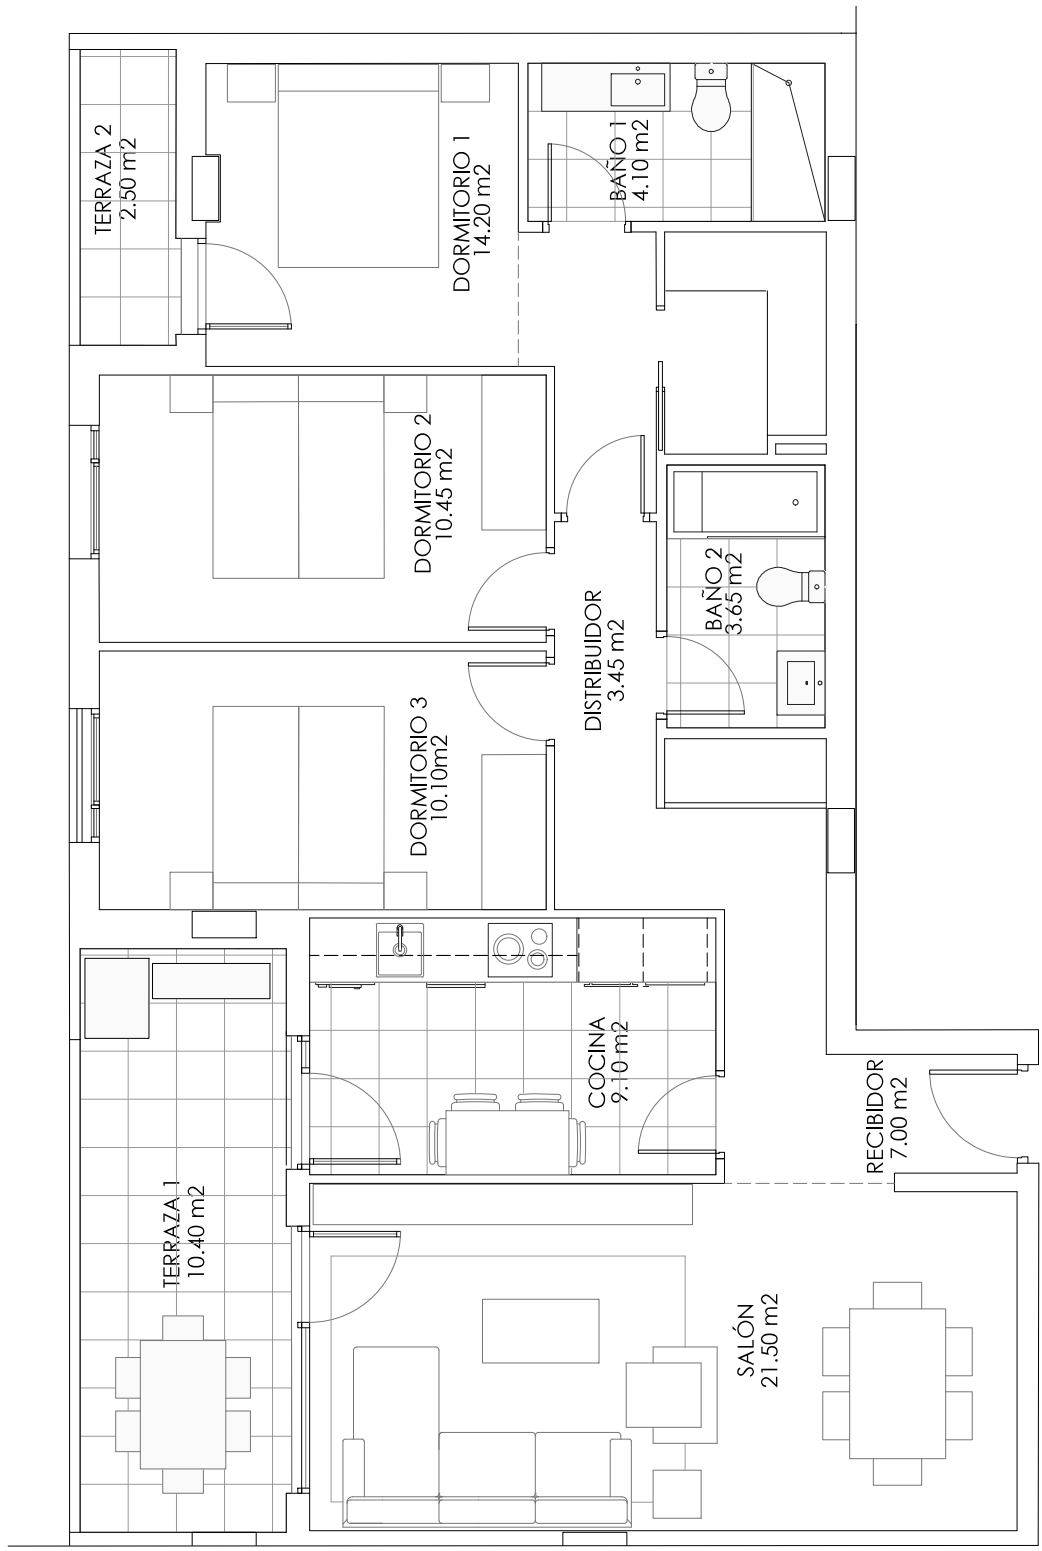 TERRAZA 2
2.50 m2
DORMITORIO 1
14.20 m2
BAÑO 1
4.10 m2
DORMITORIO 2
10.45 m2
BAÑO 2
3.65 m2
DISTRIBUIDOR
3.45 m2
DORMITORIO 3
10.10m2
COCINA
9.10 m2
RECIBIDOR
7.00 m2
TERRAZA 1
10.40 m2
SALÓN
21.50 m2